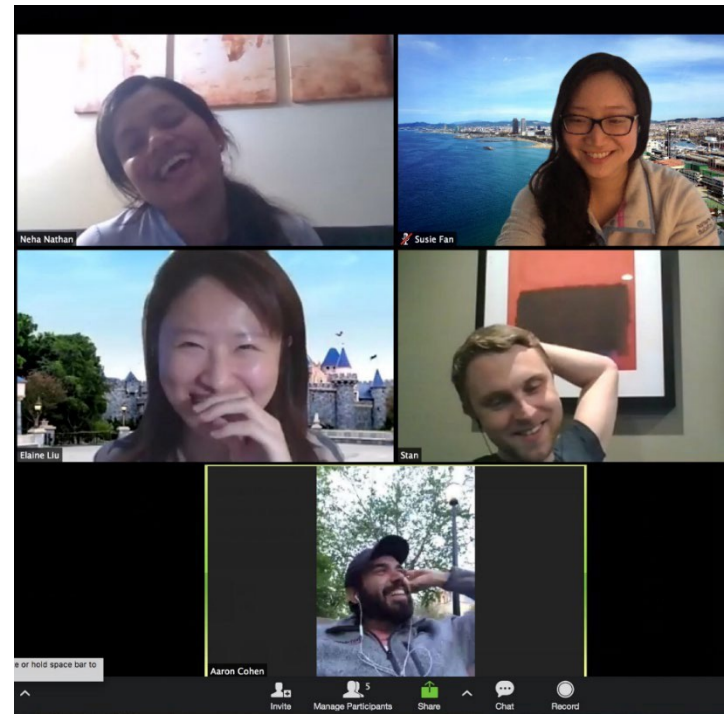 Neha Nathan
Susie Fan
Elaine Liu
Stan
Aaron Cohen
e or hold space bar to
5
Invite
Manage Participants
Share
Chat
Record